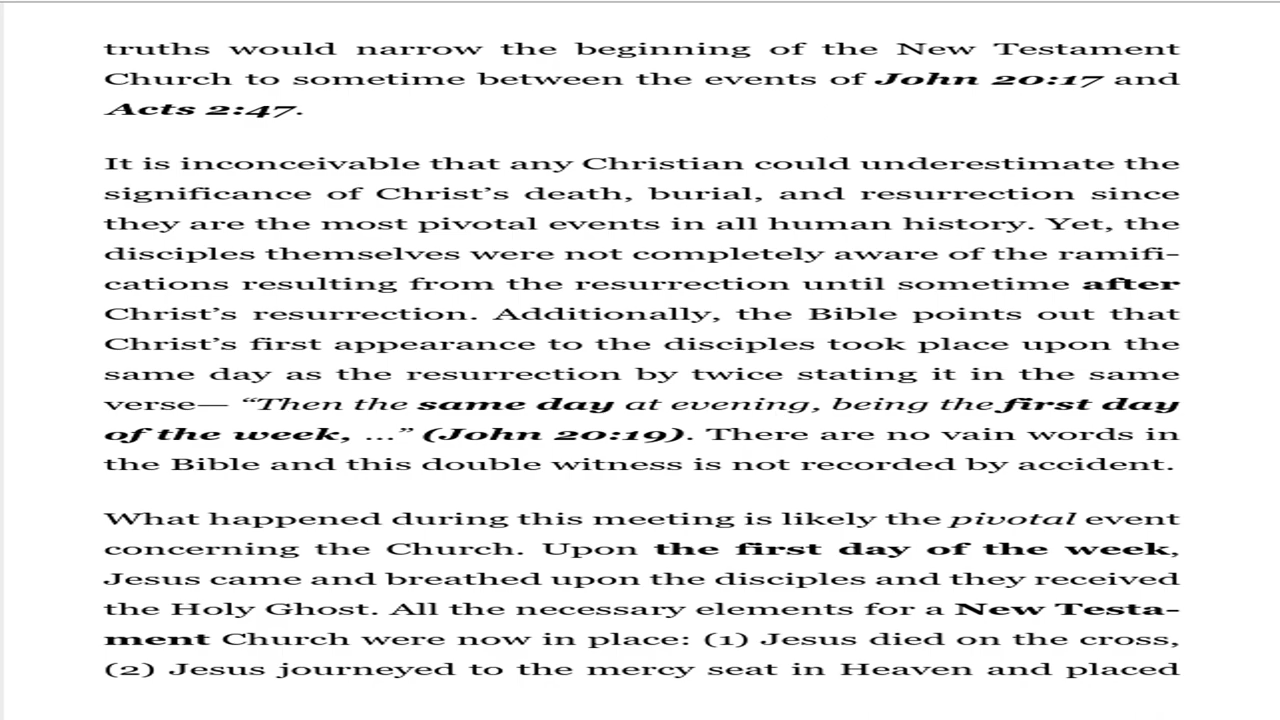 truths would narrow the beginning of the New Testament
Church to sometime between the events of John 20:17 and
Acts 2:47.
It is inconceivable that any Christian could underestimate the
significance of Christ’s death, burial, and resurrection since
they are the most pivotal events in all human history. Yet, the
disciples themselves were not completely aware of the ramifi-
cations resulting from the resurrection until sometime after
Christ’s resurrection. Additionally, the Bible points out that
Christ’s first appearance to the disciples took place upon the
same day as the resurrection by twice stating it in the same
verse— “Then the same day at evening, being the first day
of the week, ...” (John 20:19). There are no vain words in
the Bible and this double witness is not recorded by accident.
What happened during this meeting is likely the pivotal event
concerning the Church. Upon the first day of the week,
Jesus came and breathed upon the disciples and they received
the Holy Ghost. All the necessary elements for a New Testa-
ment Church were now in place: (1) Jesus died on the cross,
(2) Jesus journeyed to the mercy seat in Heaven and placed